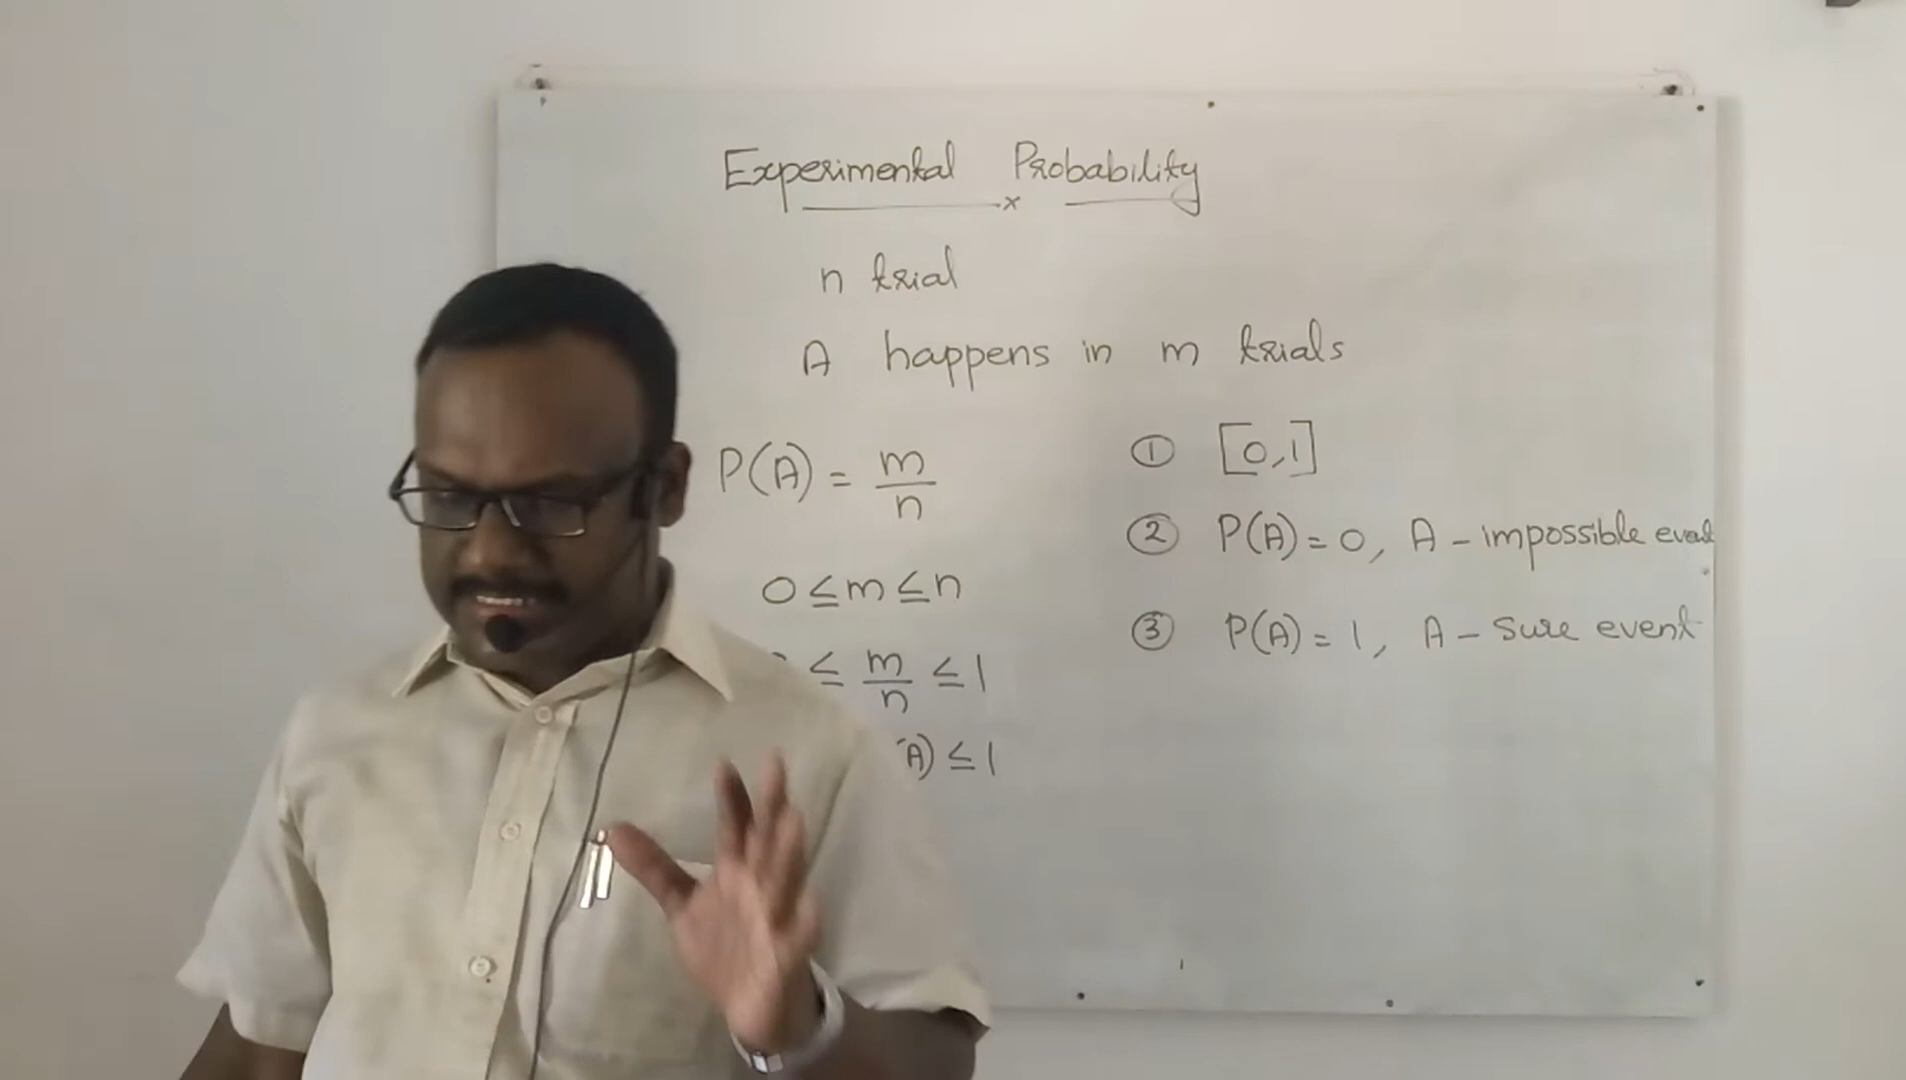 Experimental Probability
n trial
A happens in m trials
P(A) = m/n
0 ≤ m ≤ n
≤ m/n ≤ 1
A) ≤ 1
① [0,1]
② P(A) = 0, A - impossible event
③ P(A) = 1, A - sure event